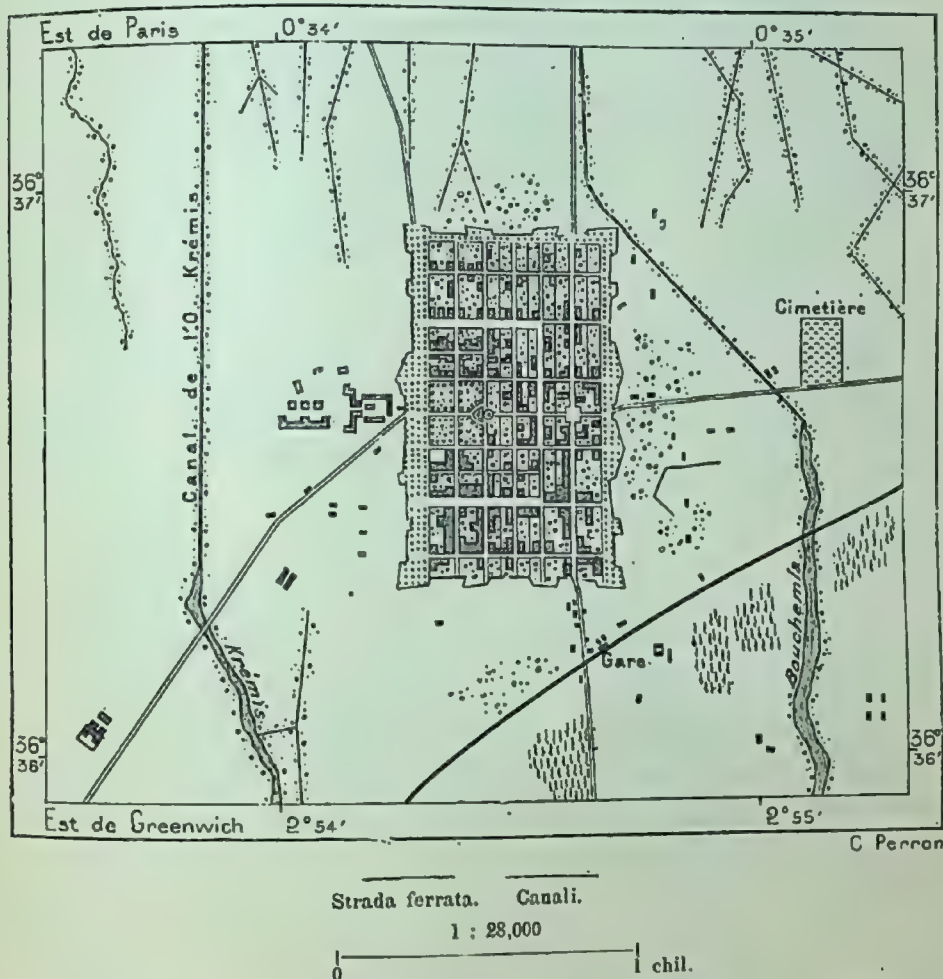 Est de Paris 0° 34' 0° 35'
36° 37' 36° 37'
Canal de l'O. Krémis
Cimetière
Krémis
Gare
Bouchemla
36° 36' 36° 36'
Est de Greenwich 2° 54' 2° 55'
C Perron
Strada ferrata. Canali.
1 : 28,000
0 1 chil.